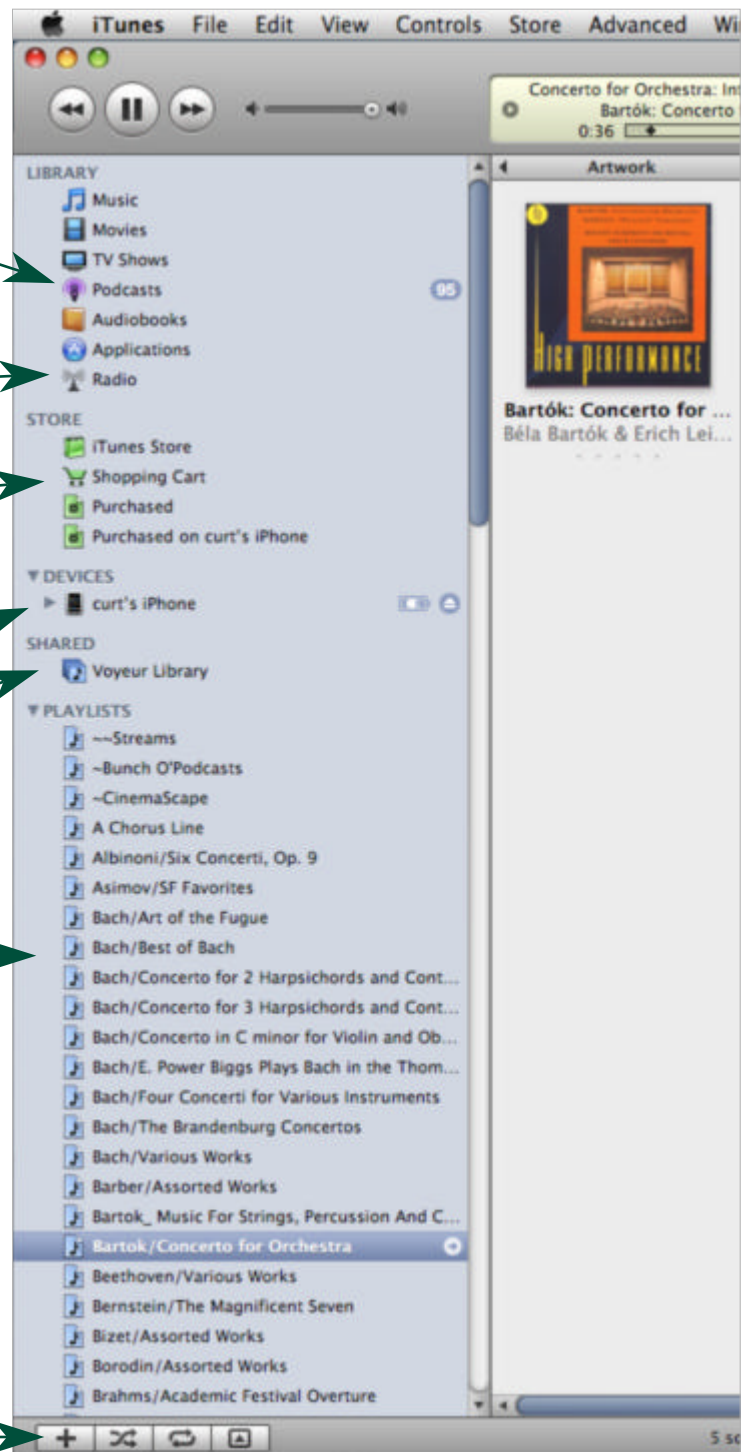 iTunes File Edit View Controls Store Advanced Wi
Concerto for Orchestra: Int
Bartók: Concerto
0:36
LIBRARY
Artwork
Music
Movies
TV Shows
Podcasts 95
Audiobooks
Applications
Radio
HIGH PERFORMANCE
Bartók: Concerto for ...
Béla Bartók & Erich Lei...
STORE
iTunes Store
Shopping Cart
Purchased
Purchased on curt's iPhone
DEVICES
curt's iPhone
SHARED
Voyeur Library
PLAYLISTS
~~Streams
~Bunch O'Podcasts
~CinemaScape
A Chorus Line
Albinoni/Six Concerti, Op. 9
Asimov/SF Favorites
Bach/Art of the Fugue
Bach/Best of Bach
Bach/Concerto for 2 Harpsichords and Cont...
Bach/Concerto for 3 Harpsichords and Cont...
Bach/Concerto in C minor for Violin and Ob...
Bach/E. Power Biggs Plays Bach in the Thom...
Bach/Four Concerti for Various Instruments
Bach/The Brandenburg Concertos
Bach/Various Works
Barber/Assorted Works
Bartok_ Music For Strings, Percussion And C...
Bartok/Concerto for Orchestra
Beethoven/Various Works
Bernstein/The Magnificent Seven
Bizet/Assorted Works
Borodin/Assorted Works
Brahms/Academic Festival Overture
5 so